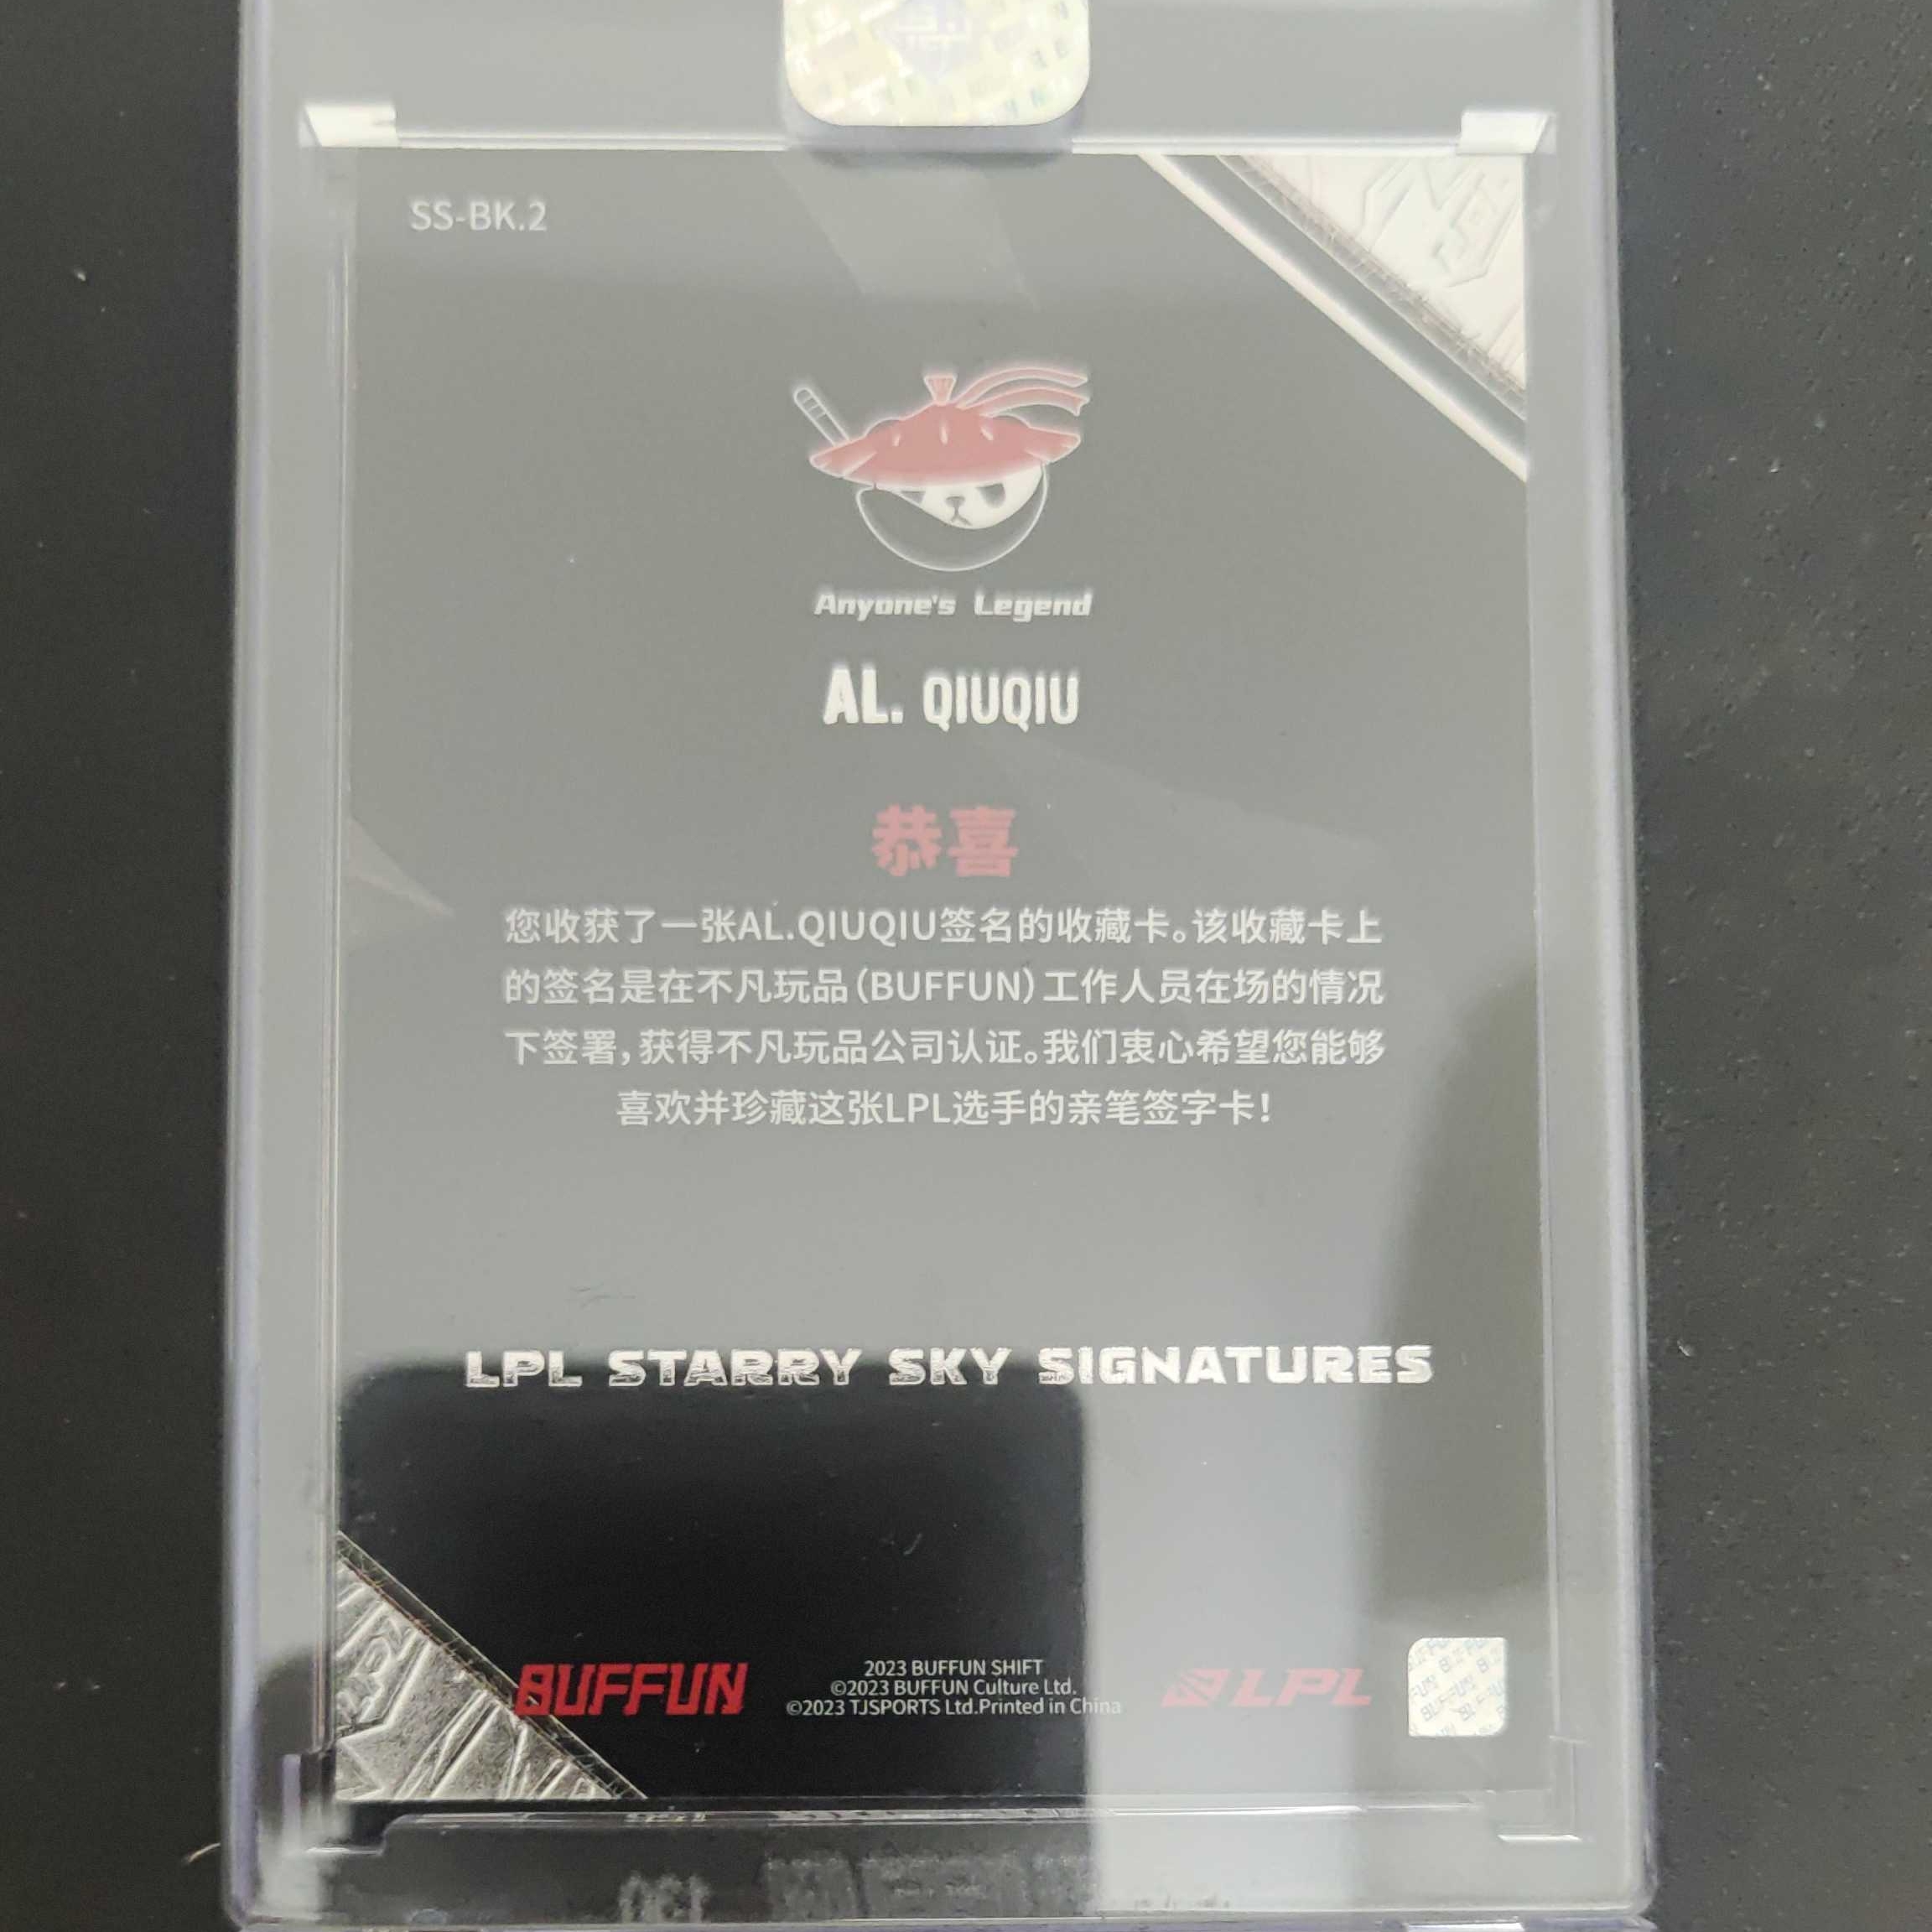 SS-BK.2
Anyone's Legend
AL. QIUQIU
恭喜
您收获了一张AL.QIUQIU签名的收藏卡。该收藏卡上
的签名是在不凡玩品(BUFFUN)工作人员在场的情况
下签署,获得不凡玩品公司认证。我们衷心希望您能够
喜欢并珍藏这张LPL选手的亲笔签字卡!
LPL STARRY SKY SIGNATURES
BUFFUN
2023 BUFFUN SHIFT
©2023 BUFFUN Culture Ltd.
©2023 TJSPORTS Ltd.Printed in China
LPL